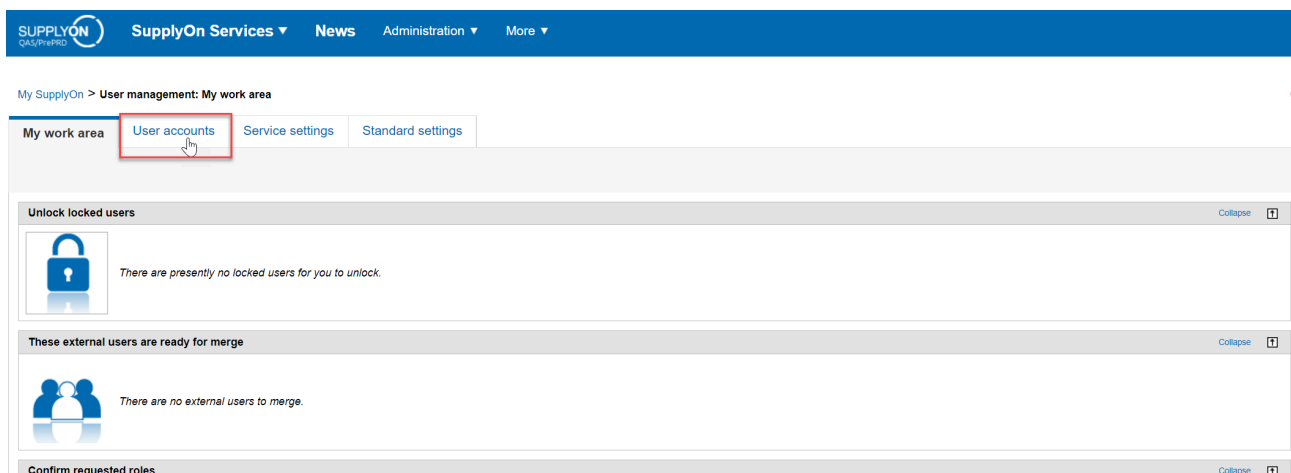 SUPPLYON
QAS/PrePRD
SupplyOn Services ▼ News Administration ▼ More ▼
My SupplyOn > User management: My work area
My work area User accounts Service settings Standard settings
Unlock locked users Collapse
There are presently no locked users for you to unlock.
These external users are ready for merge Collapse
There are no external users to merge.
Confirm requested roles Collapse